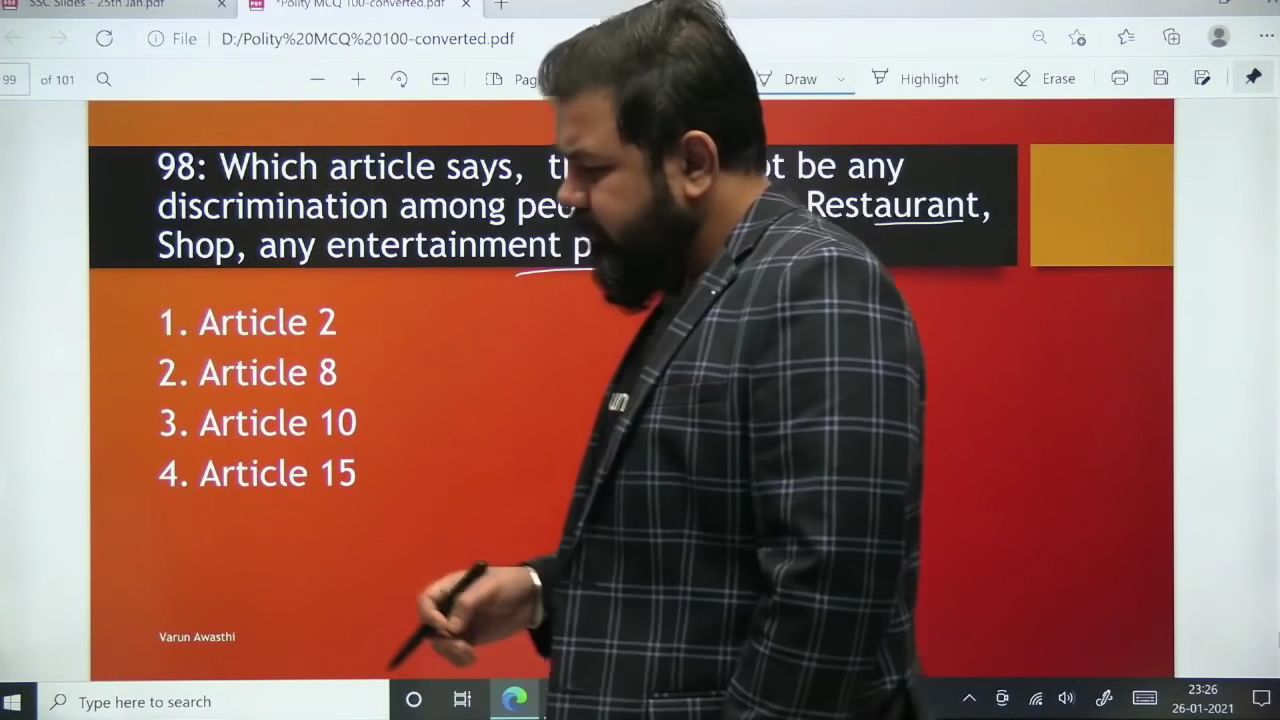 SSC Slides - 25th Jan.pdf
*Polity MCQ 100-converted.pdf
File D:/Polity%20MCQ%20100-converted.pdf
99 of 101 Draw Highlight Erase
98: Which article says, be any
discrimination among Restaurant,
Shop, any entertainment
1. Article 2
2. Article 8
3. Article 10
4. Article 15
un
Varun Awasthi
Type here to search
23:26
26-01-2021